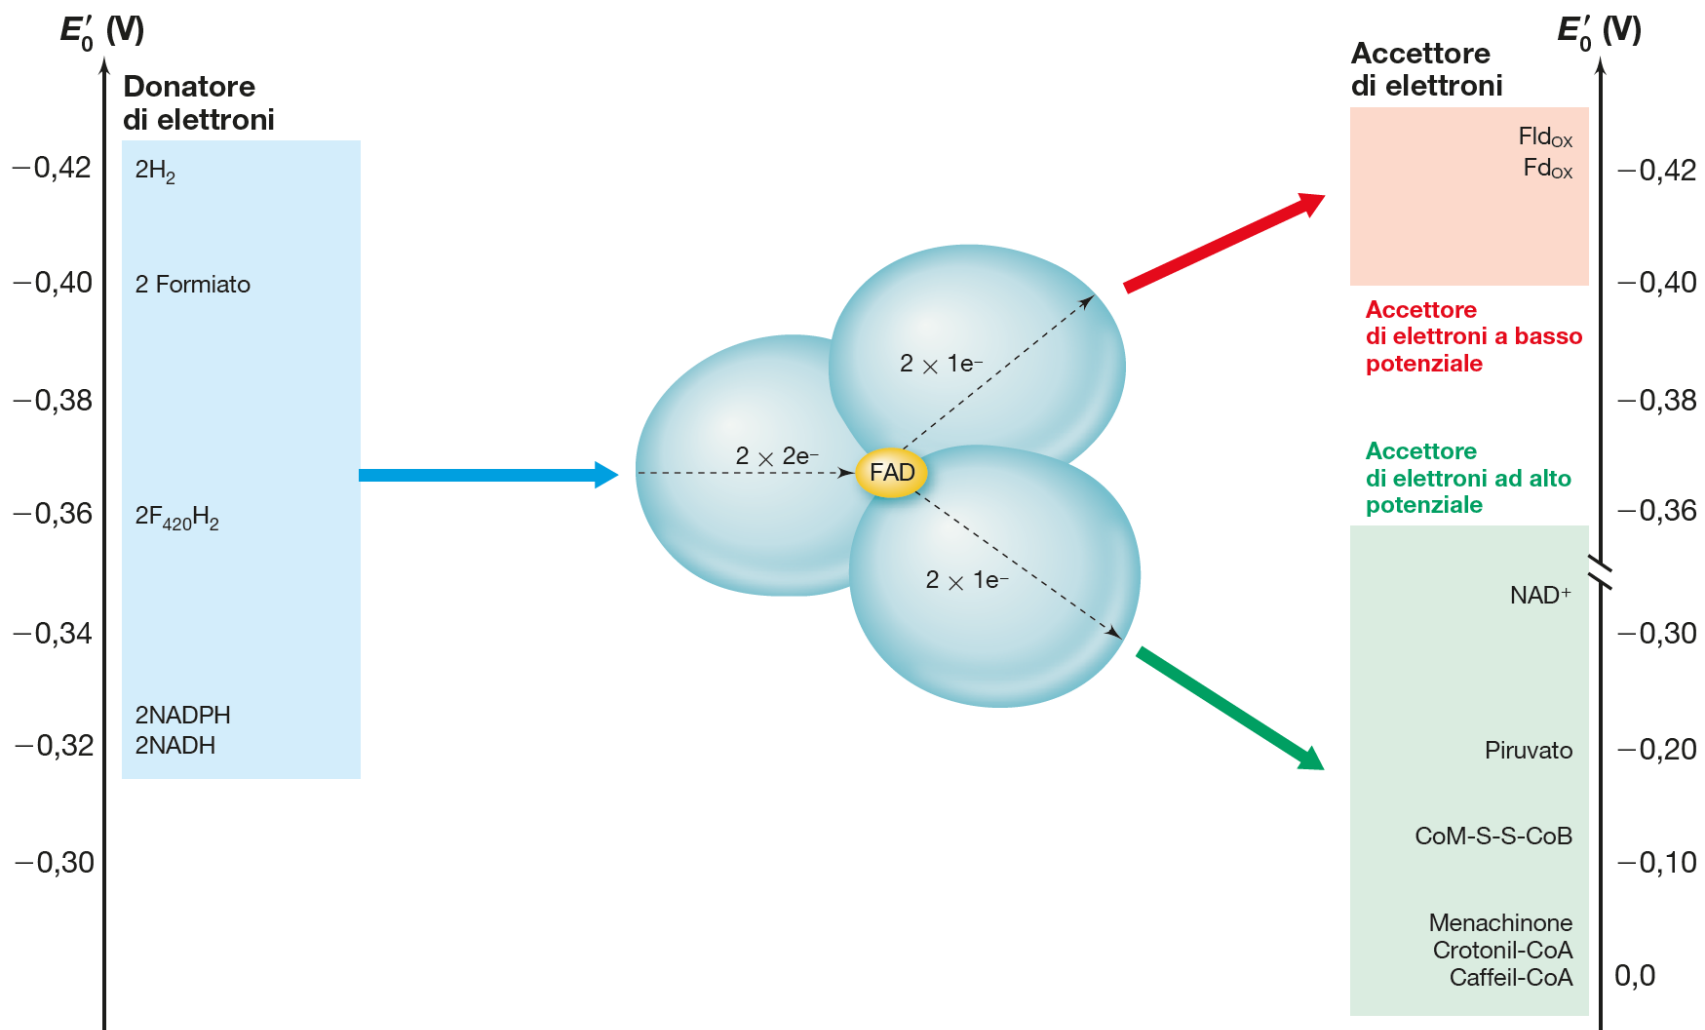 E′₀ (V)
Donatore
di elettroni
−0,42
2H₂
−0,40
2 Formiato
−0,38
−0,36
2F₄₂₀H₂
−0,34
2NADPH
−0,32
2NADH
−0,30
2 × 2e⁻
FAD
2 × 1e⁻
2 × 1e⁻
E′₀ (V)
Accettore
di elettroni
Fld_OX
Fd_OX
−0,42
−0,40
Accettore
di elettroni a basso
potenziale
−0,38
Accettore
di elettroni ad alto
potenziale
−0,36
NAD⁺
−0,30
Piruvato
−0,20
CoM-S-S-CoB
−0,10
Menachinone
Crotonil-CoA
Caffeil-CoA
0,0